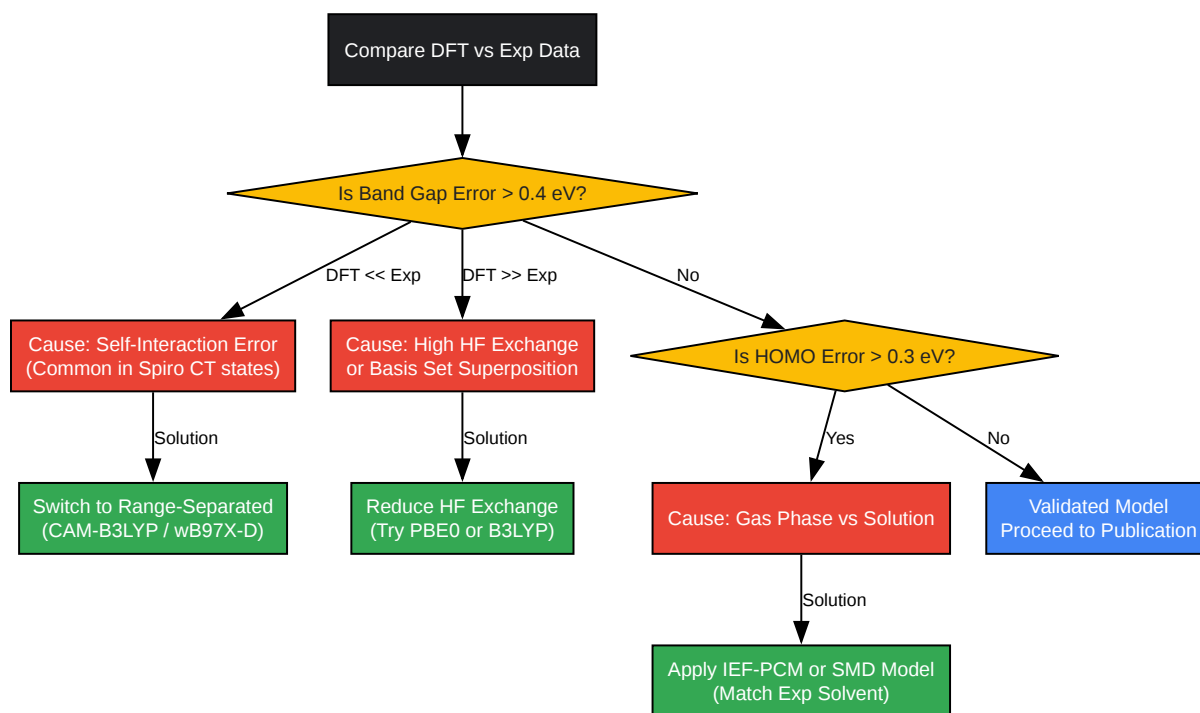 Compare DFT vs Exp Data
Is Band Gap Error > 0.4 eV?
DFT << Exp
DFT >> Exp
No
Cause: Self-Interaction Error
(Common in Spiro CT states)
Cause: High HF Exchange
or Basis Set Superposition
Is HOMO Error > 0.3 eV?
Solution
Solution
Yes
No
Switch to Range-Separated
(CAM-B3LYP / wB97X-D)
Reduce HF Exchange
(Try PBE0 or B3LYP)
Cause: Gas Phase vs Solution
Validated Model
Proceed to Publication
Solution
Apply IEF-PCM or SMD Model
(Match Exp Solvent)